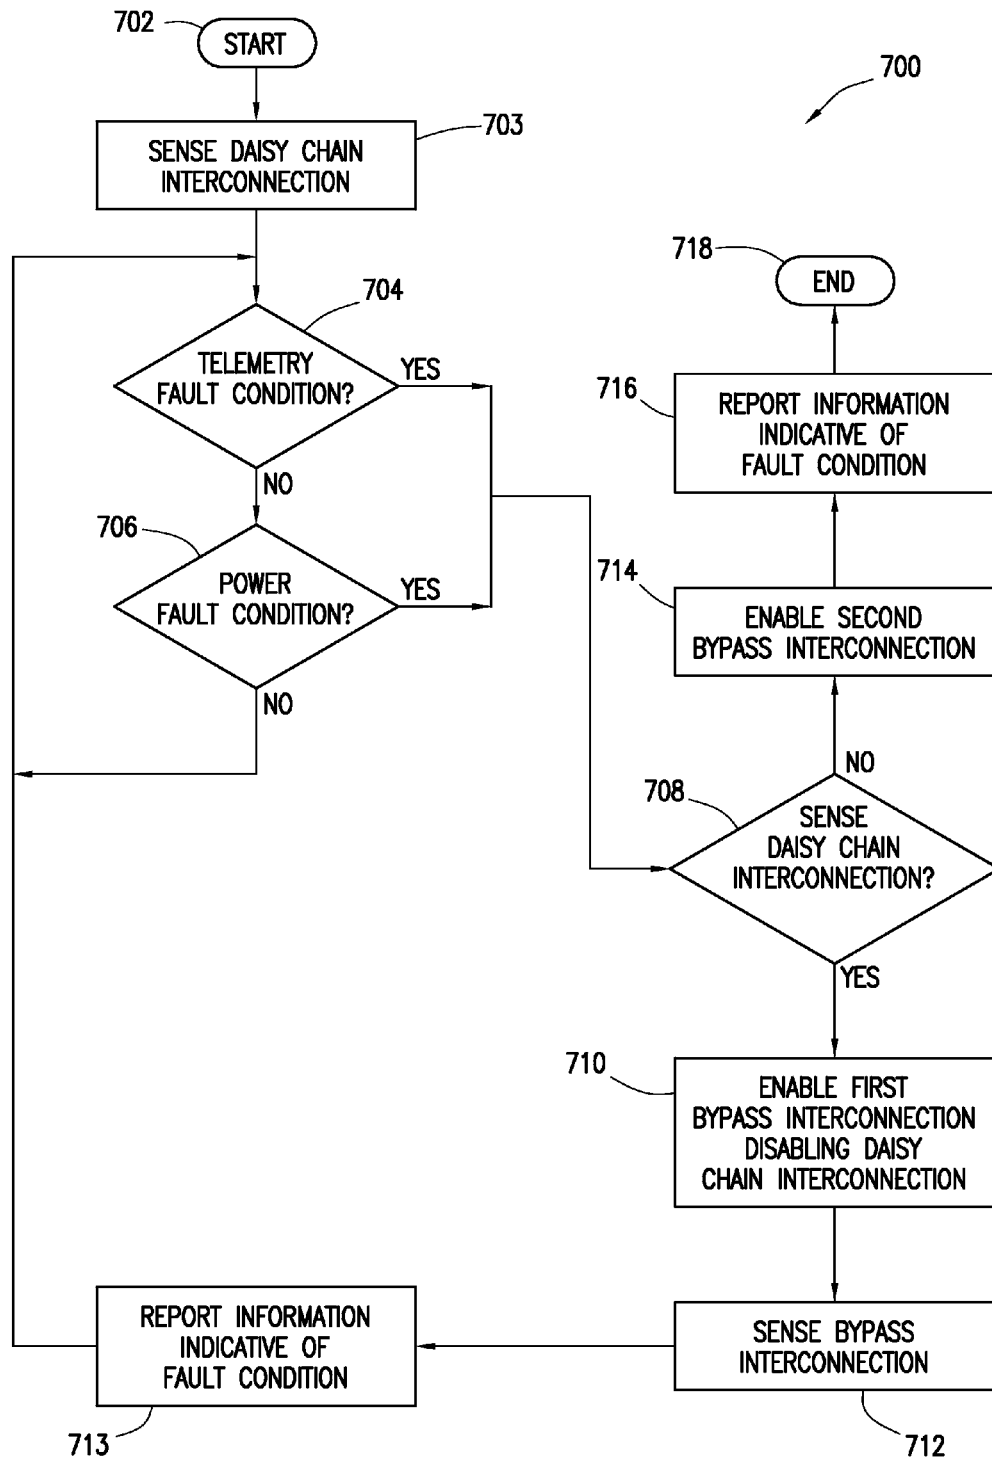 702
START
700
703
SENSE DAISY CHAIN
INTERCONNECTION
718
END
704
TELEMETRY
FAULT CONDITION?
YES
NO
716
REPORT INFORMATION
INDICATIVE OF
FAULT CONDITION
706
POWER
FAULT CONDITION?
YES
NO
714
ENABLE SECOND
BYPASS INTERCONNECTION
NO
708
SENSE
DAISY CHAIN
INTERCONNECTION?
YES
710
ENABLE FIRST
BYPASS INTERCONNECTION
DISABLING DAISY
CHAIN INTERCONNECTION
REPORT INFORMATION
INDICATIVE OF
FAULT CONDITION
713
SENSE BYPASS
INTERCONNECTION
712